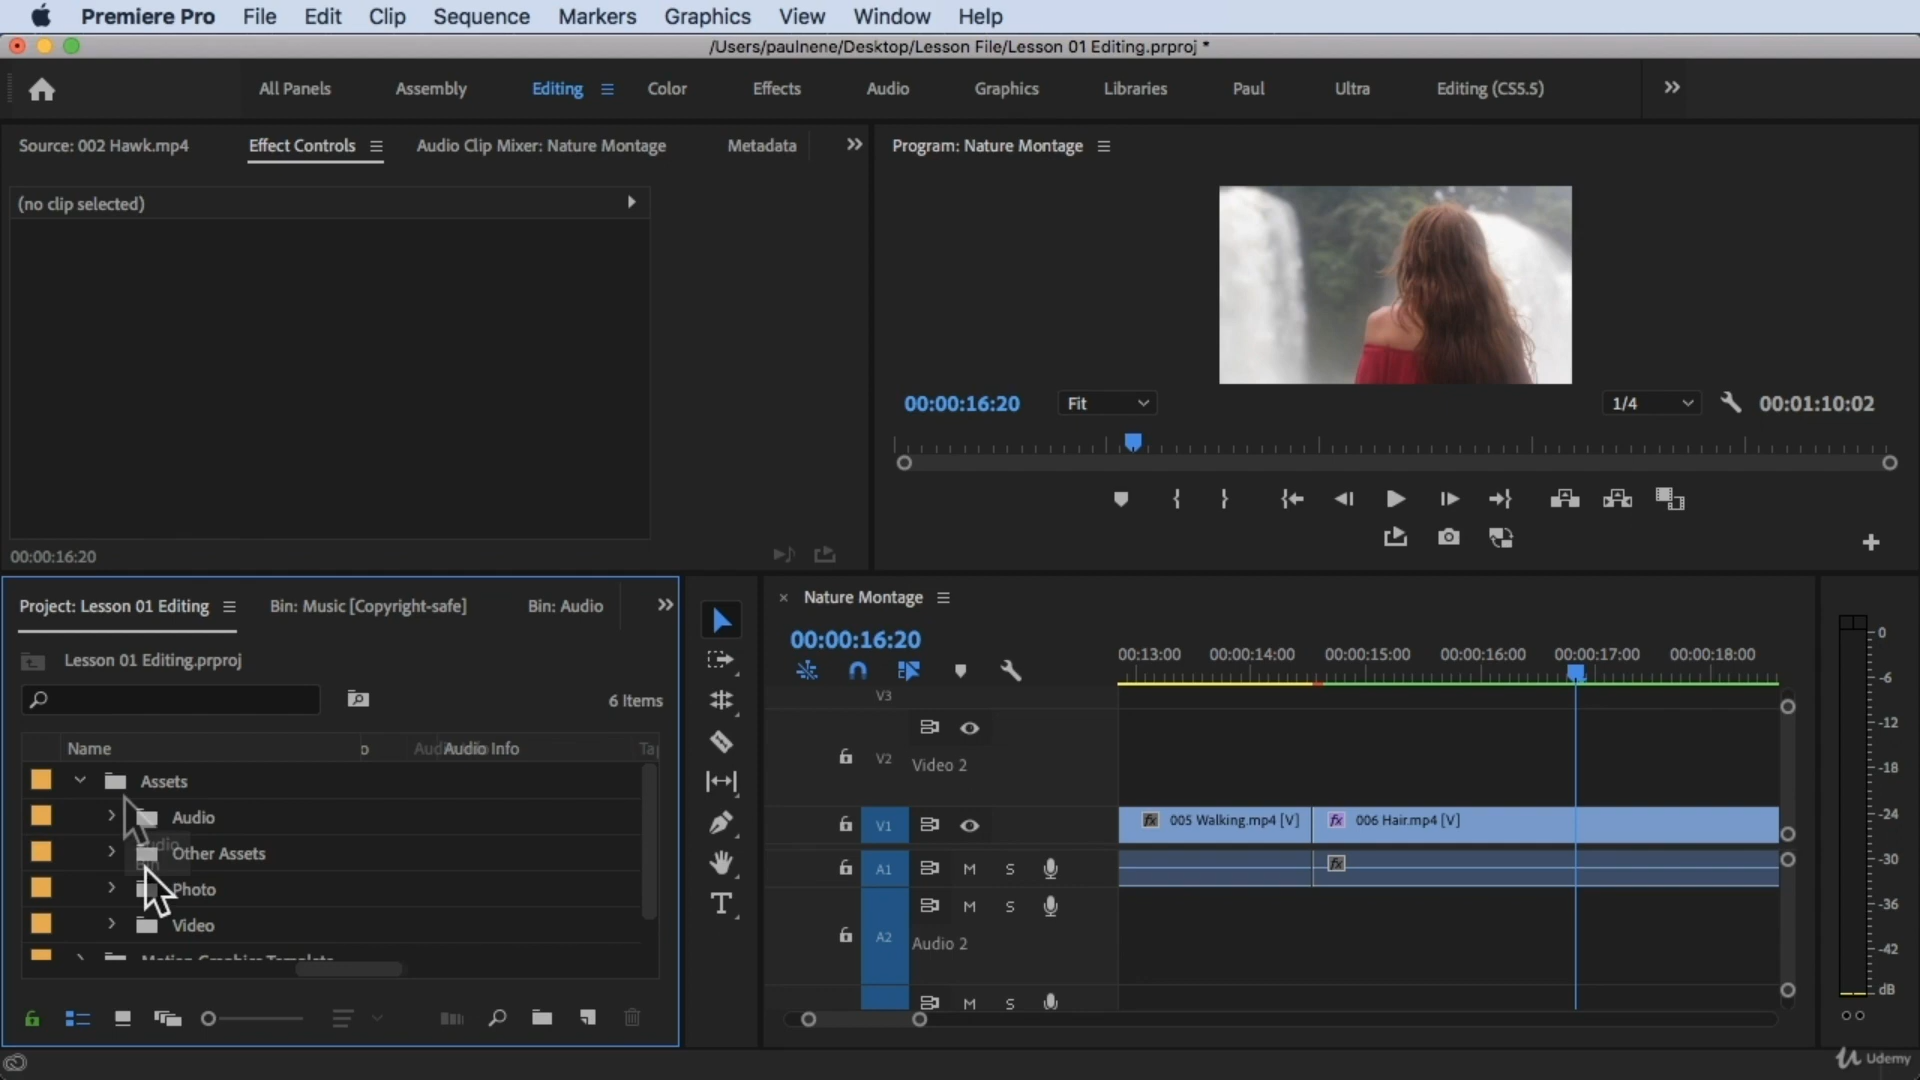 Premiere Pro File Edit Clip Sequence Markers Graphics View Window Help
/Users/paulnene/Desktop/Lesson File/Lesson 01 Editing.prproj *
All Panels Assembly Editing Color Effects Audio Graphics Libraries Paul Ultra Editing (CS5.5)
Source: 002 Hawk.mp4 Effect Controls Audio Clip Mixer: Nature Montage Metadata
Program: Nature Montage
(no clip selected)
00:00:16:20 Fit 1/4 00:01:10:02
00:00:16:20
Project: Lesson 01 Editing Bin: Music [Copyright-safe] Bin: Audio
Lesson 01 Editing.prproj
6 Items
Name Audio Info
Assets
Audio
Other Assets
Photo
Video
Motion Graphics Template
Nature Montage
00:00:16:20
00:13:00 00:00:14:00 00:00:15:00 00:00:16:00 00:00:17:00 00:00:18:00
V3
V2 Video 2
V1 fx 005 Walking.mp4 [V] fx 006 Hair.mp4 [V]
A1 M S fx
M S
A2 Audio 2
M S
0
-6
-12
-18
-24
-30
-36
-42
dB
Udemy